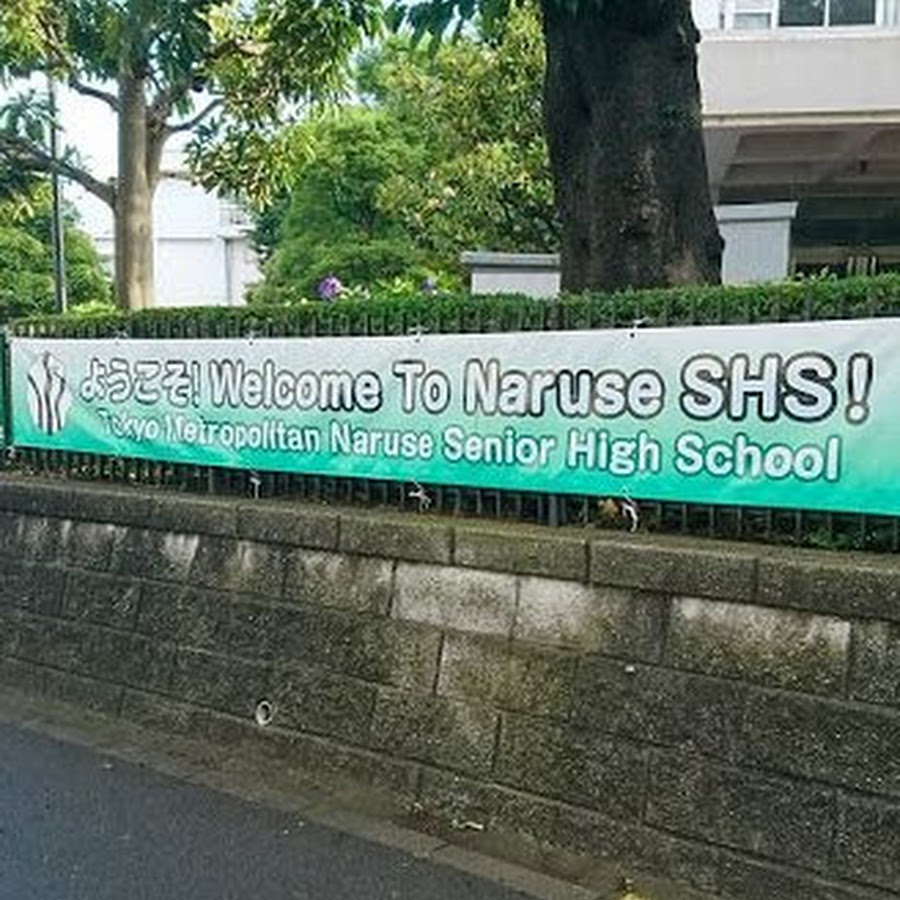 ようこそ! Welcome To Naruse SHS!
Tokyo Metropolitan Naruse Senior High School